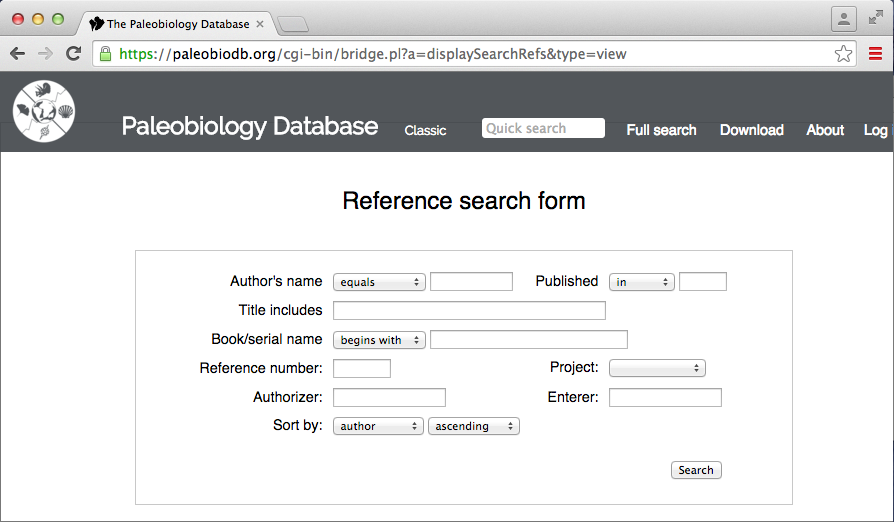 The Paleobiology Database
https://paleobiodb.org/cgi-bin/bridge.pl?a=displaySearchRefs&type=view
Paleobiology Database Classic Quick search Full search Download About Log
Reference search form
Author's name equals Published in
Title includes
Book/serial name begins with
Reference number: Project:
Authorizer: Enterer:
Sort by: author ascending
Search